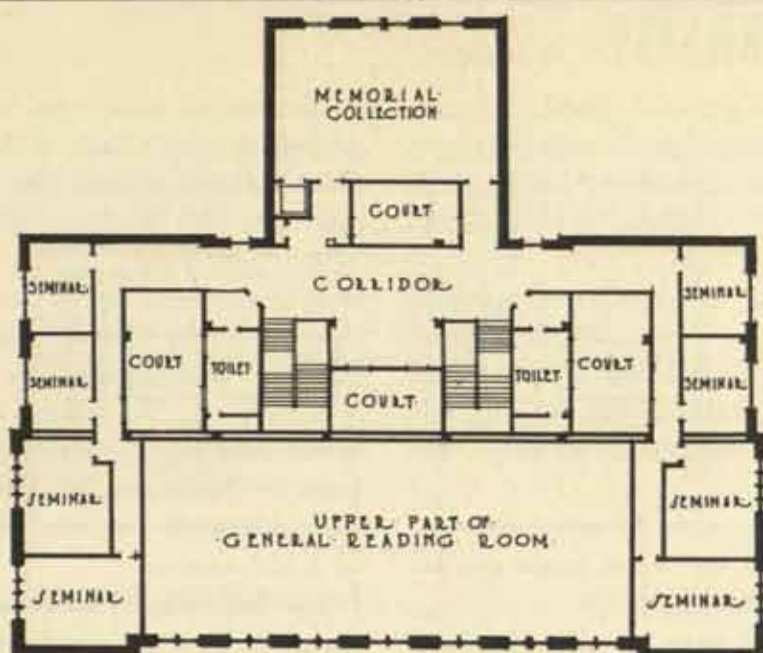 MEMORIAL
COLLECTION
COURT
CORRIDOR
SEMINAR
SEMINAR
SEMINAR
SEMINAR
COURT
TOILET
COURT
TOILET
COURT
SEMINAR
SEMINAR
UPPER PART OF
GENERAL READING ROOM
SEMINAR
SEMINAR